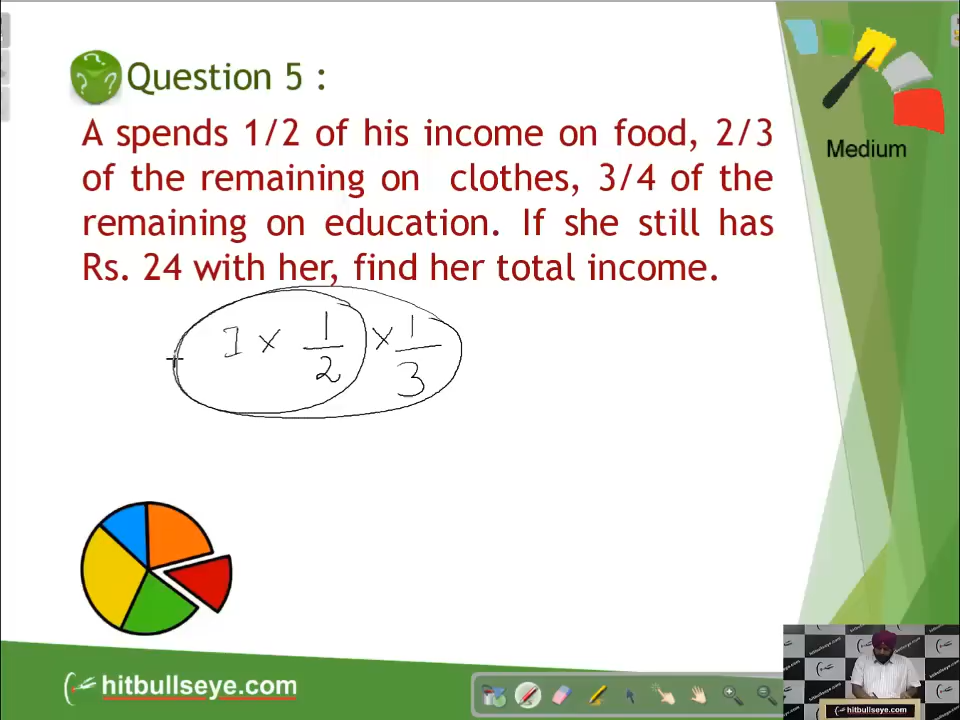 Question 5 :
A spends 1/2 of his income on food, 2/3
of the remaining on clothes, 3/4 of the
remaining on education. If she still has
Rs. 24 with her, find her total income.
Medium
I × 1/2 × 1/3
hitbullseye.com
hitbullseye.com